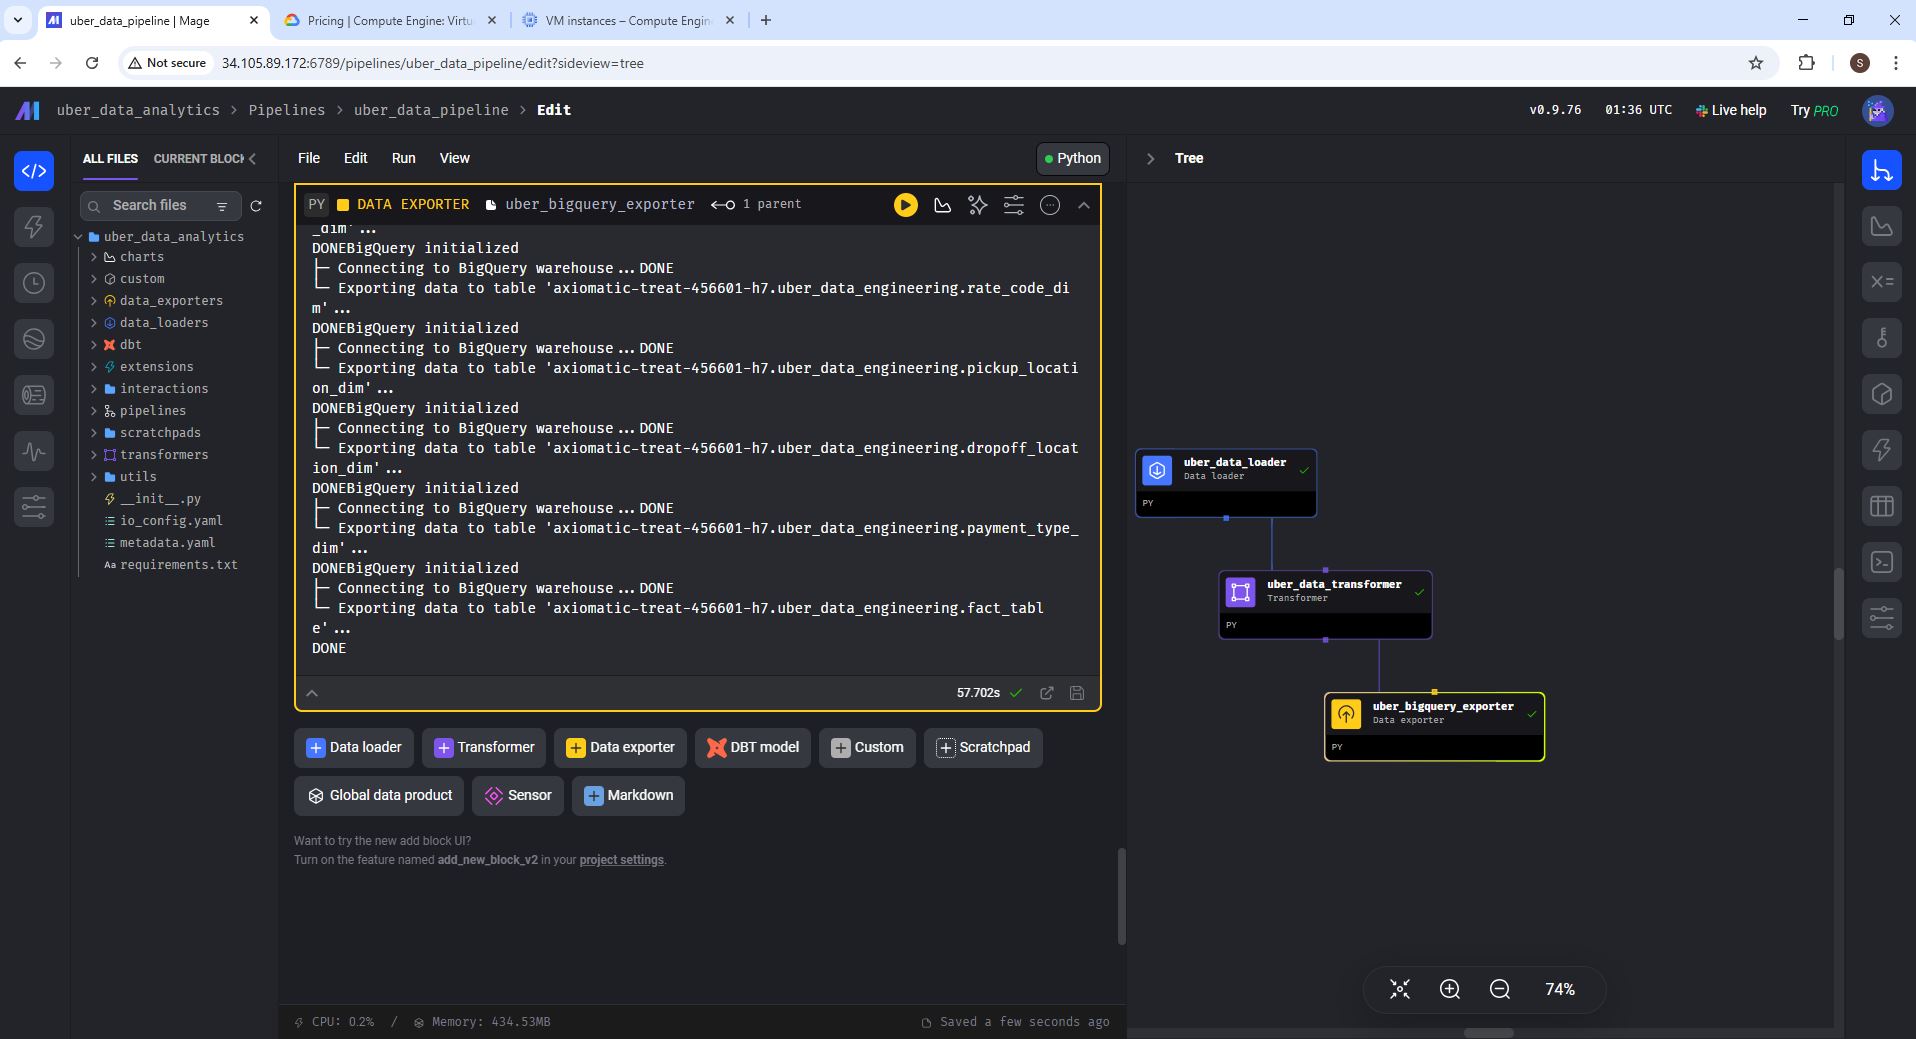 uber_data_pipeline | Mage
Pricing | Compute Engine: Virtu
VM instances – Compute Engin
Not secure
34.105.89.172:6789/pipelines/uber_data_pipeline/edit?sideview=tree
S
uber_data_analytics > Pipelines > uber_data_pipeline > Edit
v0.9.76
01:36 UTC
Live help
Try PRO
ALL FILES
CURRENT BLOCK
File
Edit
Run
View
Python
Tree
Search files
uber_data_analytics
charts
custom
data_exporters
data_loaders
dbt
extensions
interactions
pipelines
scratchpads
transformers
utils
__init__.py
io_config.yaml
metadata.yaml
Aa requirements.txt
PY DATA EXPORTER uber_bigquery_exporter 1 parent
_dim'...
DONEBigQuery initialized
├─ Connecting to BigQuery warehouse...DONE
└─ Exporting data to table 'axiomatic-treat-456601-h7.uber_data_engineering.rate_code_di
m'...
DONEBigQuery initialized
├─ Connecting to BigQuery warehouse...DONE
└─ Exporting data to table 'axiomatic-treat-456601-h7.uber_data_engineering.pickup_locati
on_dim'...
DONEBigQuery initialized
├─ Connecting to BigQuery warehouse...DONE
└─ Exporting data to table 'axiomatic-treat-456601-h7.uber_data_engineering.dropoff_locat
ion_dim'...
DONEBigQuery initialized
├─ Connecting to BigQuery warehouse...DONE
└─ Exporting data to table 'axiomatic-treat-456601-h7.uber_data_engineering.payment_type_
dim'...
DONEBigQuery initialized
├─ Connecting to BigQuery warehouse...DONE
└─ Exporting data to table 'axiomatic-treat-456601-h7.uber_data_engineering.fact_tabl
e'...
DONE
57.702s
Data loader
Transformer
Data exporter
DBT model
Custom
Scratchpad
Global data product
Sensor
Markdown
Want to try the new add block UI?
Turn on the feature named add_new_block_v2 in your project settings.
CPU: 0.2% / Memory: 434.53MB
Saved a few seconds ago
uber_data_loader
Data loader
PY
uber_data_transformer
Transformer
PY
uber_bigquery_exporter
Data exporter
PY
74%